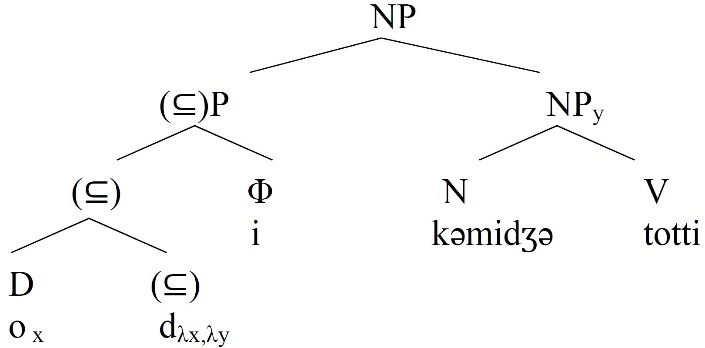 NP
(⊆)P NPy
(⊆) Φ N V
i kəmidʒə totti
D (⊆)
o x dλx,λy